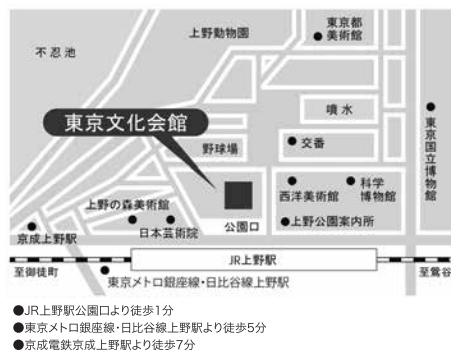 上野動物園
東京都
美術館
不忍池
噴水
東京文化会館
交番
野球場
東京国立博物館
西洋美術館
科学
博物館
上野の森美術館
日本芸術院
公園口
上野公園案内所
京成上野駅
JR上野駅
至御徒町
至鶯谷
東京メトロ銀座線・日比谷線上野駅
●JR上野駅公園口より徒歩1分
●東京メトロ銀座線・日比谷線上野駅より徒歩5分
●京成電鉄京成上野駅より徒歩7分